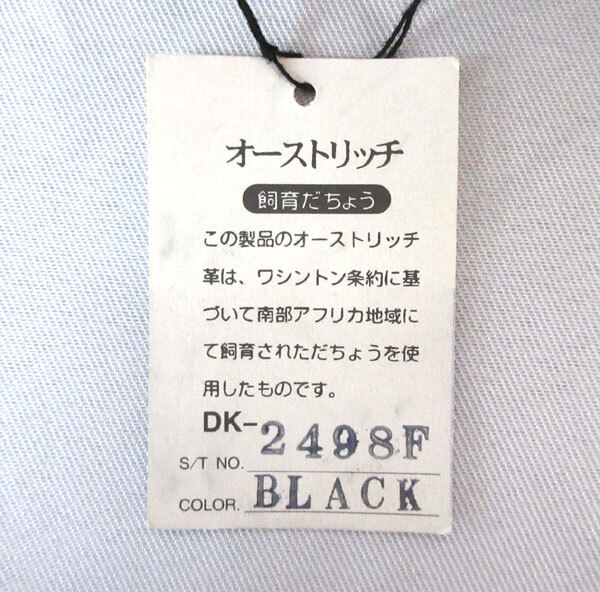 オーストリッチ
飼育だちょう
この製品のオーストリッチ
革は、ワシントン条約に基
づいて南部アフリカ地域に
て飼育されただちょうを使
用したものです。
DK-2498F
S/T NO.
COLOR. BLACK